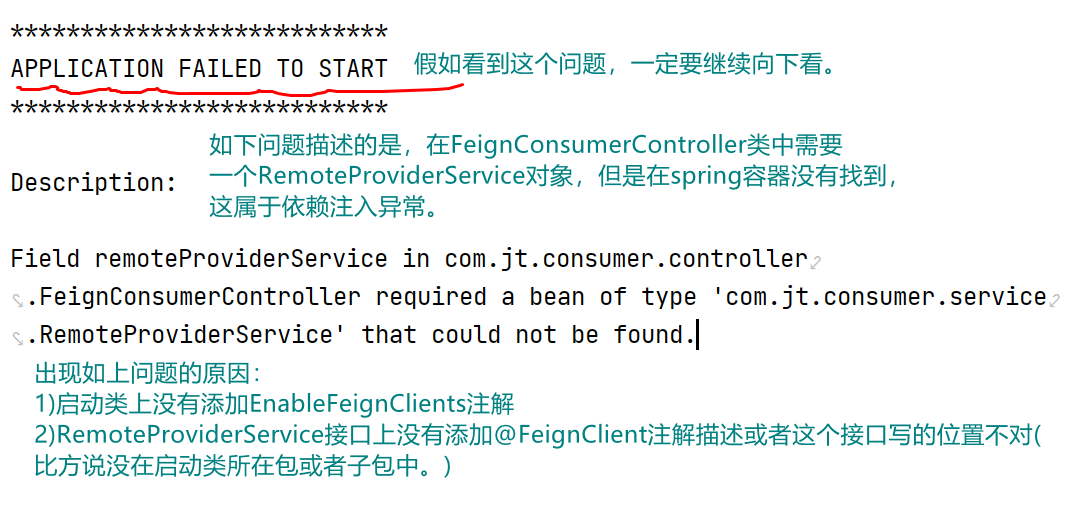 ***************************
APPLICATION FAILED TO START 假如看到这个问题，一定要继续向下看。
***************************
如下问题描述的是，在FeignConsumerController类中需要
Description: 一个RemoteProviderService对象，但是在spring容器没有找到，
这属于依赖注入异常。
Field remoteProviderService in com.jt.consumer.controller
.FeignConsumerController required a bean of type 'com.jt.consumer.service
.RemoteProviderService' that could not be found.
出现如上问题的原因：
1)启动类上没有添加EnableFeignClients注解
2)RemoteProviderService接口上没有添加@FeignClient注解描述或者这个接口写的位置不对(
比方说没在启动类所在包或者子包中。)